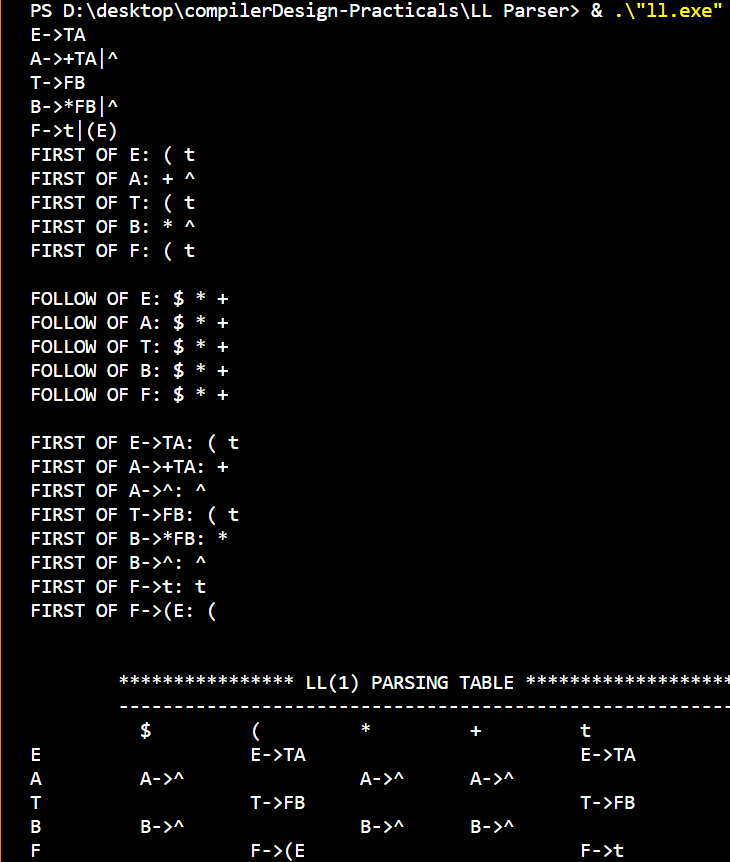 PS D:\desktop\compilerDesign-Practicals\LL Parser> & .\"ll.exe"
E->TA
A->+TA|^
T->FB
B->*FB|^
F->t|(E)
FIRST OF E: ( t
FIRST OF A: + ^
FIRST OF T: ( t
FIRST OF B: * ^
FIRST OF F: ( t
FOLLOW OF E: $ * +
FOLLOW OF A: $ * +
FOLLOW OF T: $ * +
FOLLOW OF B: $ * +
FOLLOW OF F: $ * +
FIRST OF E->TA: ( t
FIRST OF A->+TA: +
FIRST OF A->^: ^
FIRST OF T->FB: ( t
FIRST OF B->*FB: *
FIRST OF B->^: ^
FIRST OF F->t: t
FIRST OF F->(E: (
**************** LL(1) PARSING TABLE *******************
--------------------------------------------------------
$ ( * + t
E E->TA E->TA
A A->^ A->^ A->^
T T->FB T->FB
B B->^ B->^ B->^
F F->(E F->t